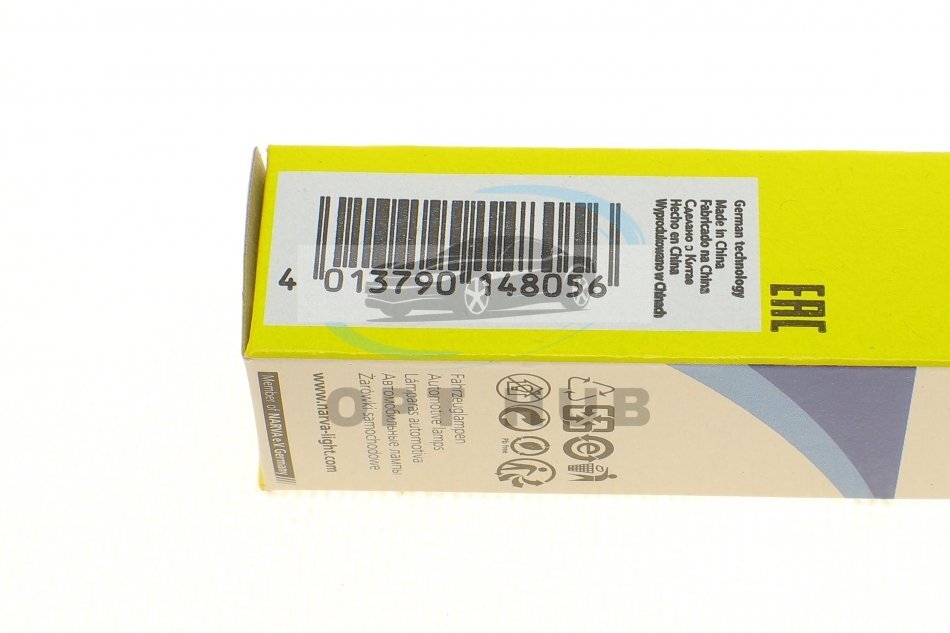 4 013790 148056
German technology
Made in China
Fabricado na China
Сделано з Китае
Hecho en China
Wyprodukowano w Chinach
EAC
Fahrzeuglampen
Automotive lamps
Lámparas automotiva
Автомобильные лампы
Żarówki samochodowe
www.narva-light.com
Member of NARVA e.V. Germany
Pb free